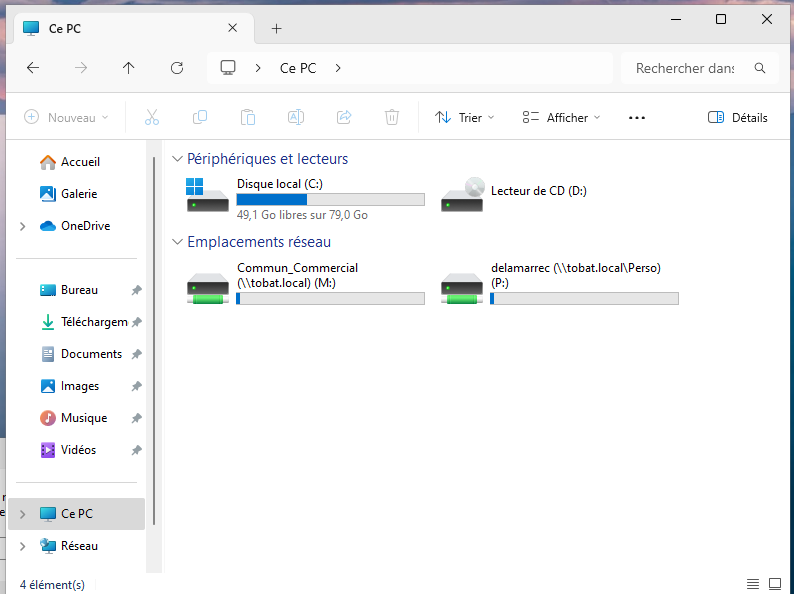 Ce PC
Ce PC
Rechercher dans
Nouveau
Trier
Afficher
Détails
Accueil
Galerie
OneDrive
Bureau
Téléchargem
Documents
Images
Musique
Vidéos
Ce PC
Réseau
Périphériques et lecteurs
Disque local (C:)
49,1 Go libres sur 79,0 Go
Lecteur de CD (D:)
Emplacements réseau
Commun_Commercial
(\\tobat.local) (M:)
delamarrec (\\tobat.local\Perso)
(P:)
4 élément(s)